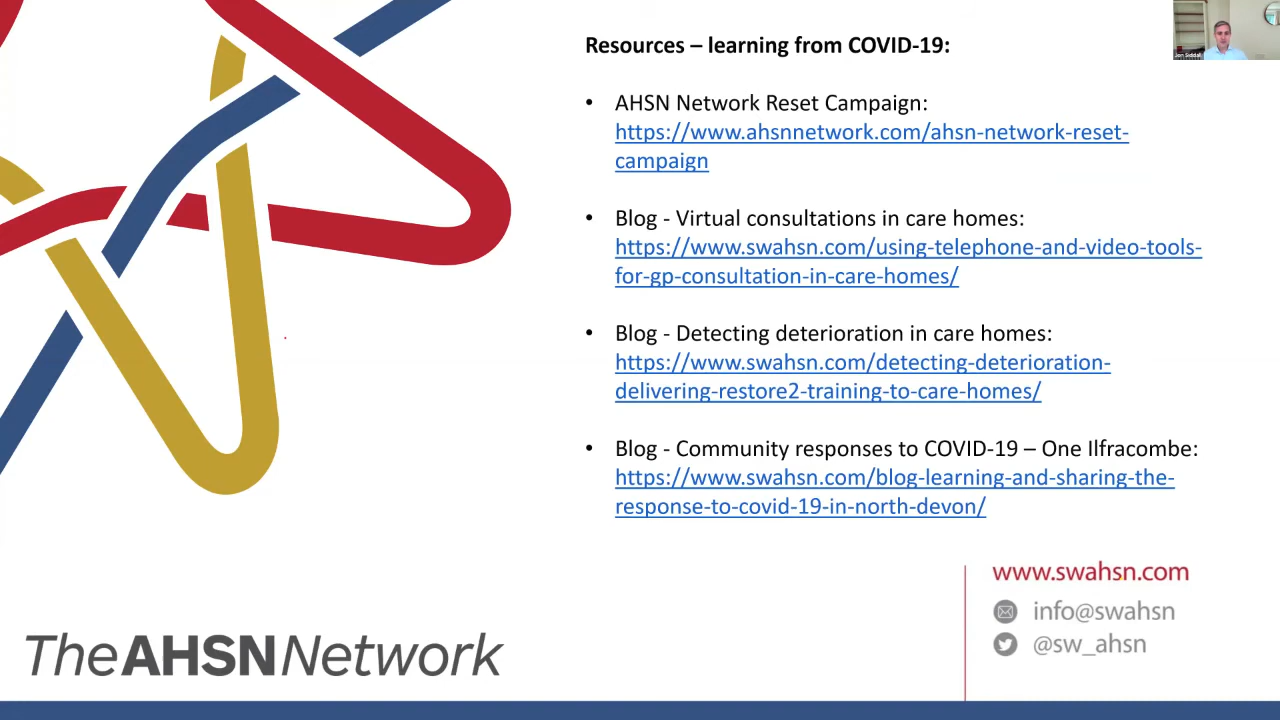 Resources – learning from COVID-19:
• AHSN Network Reset Campaign:
https://www.ahsnnetwork.com/ahsn-network-reset-
campaign
• Blog - Virtual consultations in care homes:
https://www.swahsn.com/using-telephone-and-video-tools-
for-gp-consultation-in-care-homes/
• Blog - Detecting deterioration in care homes:
https://www.swahsn.com/detecting-deterioration-
delivering-restore2-training-to-care-homes/
• Blog - Community responses to COVID-19 – One Ilfracombe:
https://www.swahsn.com/blog-learning-and-sharing-the-
response-to-covid-19-in-north-devon/
www.swahsn.com
info@swahsn
@sw_ahsn
TheAHSNNetwork